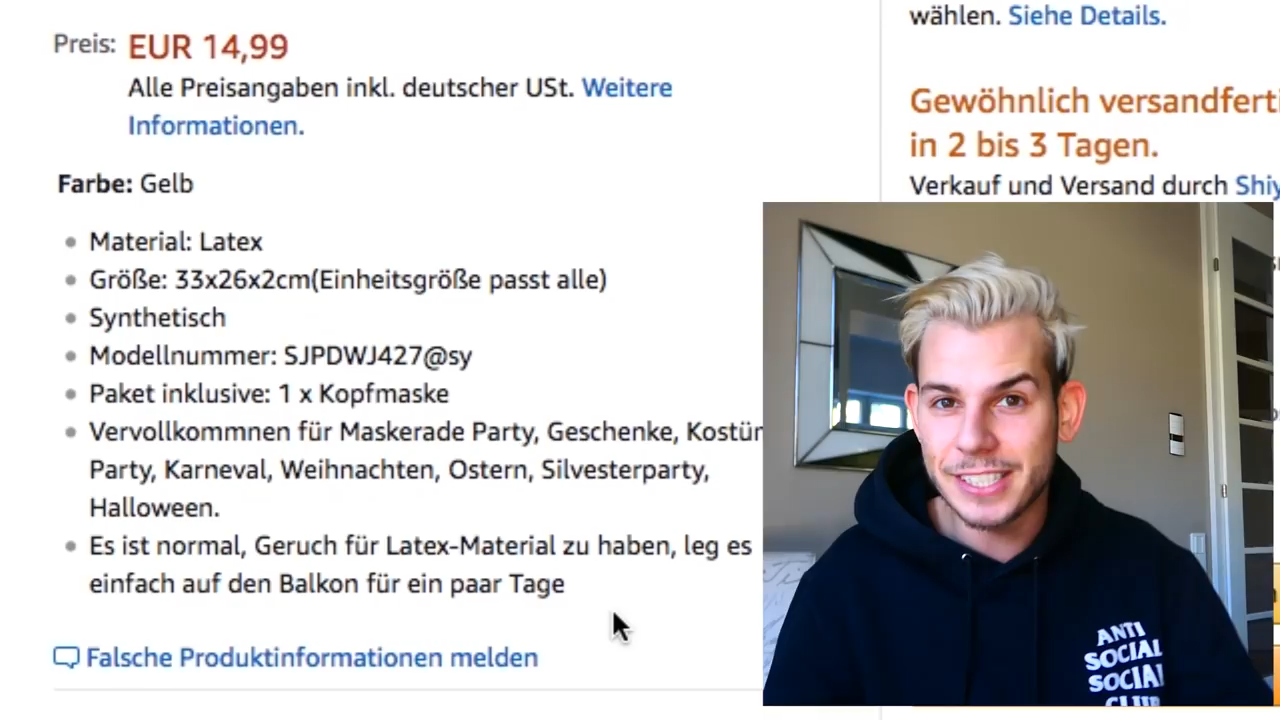 Preis: EUR 14,99
Alle Preisangaben inkl. deutscher USt. Weitere
Informationen.
Farbe: Gelb
Material: Latex
Größe: 33x26x2cm(Einheitsgröße passt alle)
Synthetisch
Modellnummer: SJPDWJ427@sy
Paket inklusive: 1 x Kopfmaske
Vervollkommnen für Maskerade Party, Geschenke,
Party, Karneval, Weihnachten, Ostern, Silvesterparty,
Halloween.
Es ist normal, Geruch für Latex-Material zu haben, leg es
einfach auf den Balkon für ein paar Tage
Falsche Produktinformationen melden
wählen. Siehe Details.
Gewöhnlich
in 2 bis 3 Tagen.
Verkauf und Versand durch
ANTI
SOCIAL
SOCIAL
CLUB